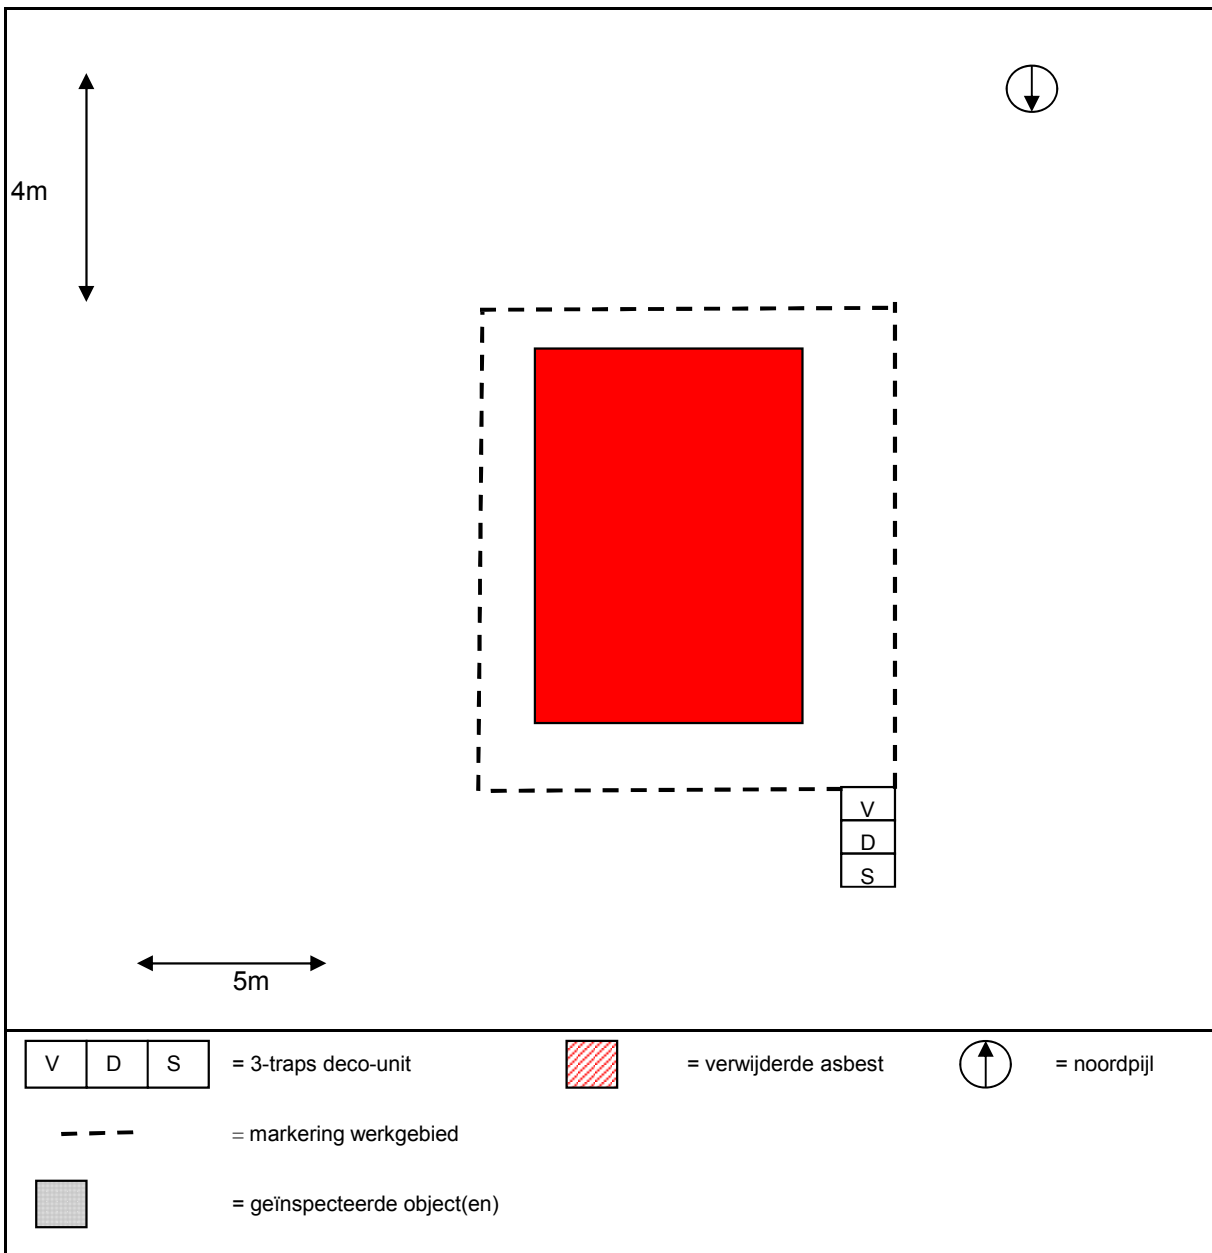 4m
V
D
S
5m
V D S = 3-traps deco-unit = verwijderde asbest = noordpijl
= markering werkgebied
= geïnspecteerde object(en)